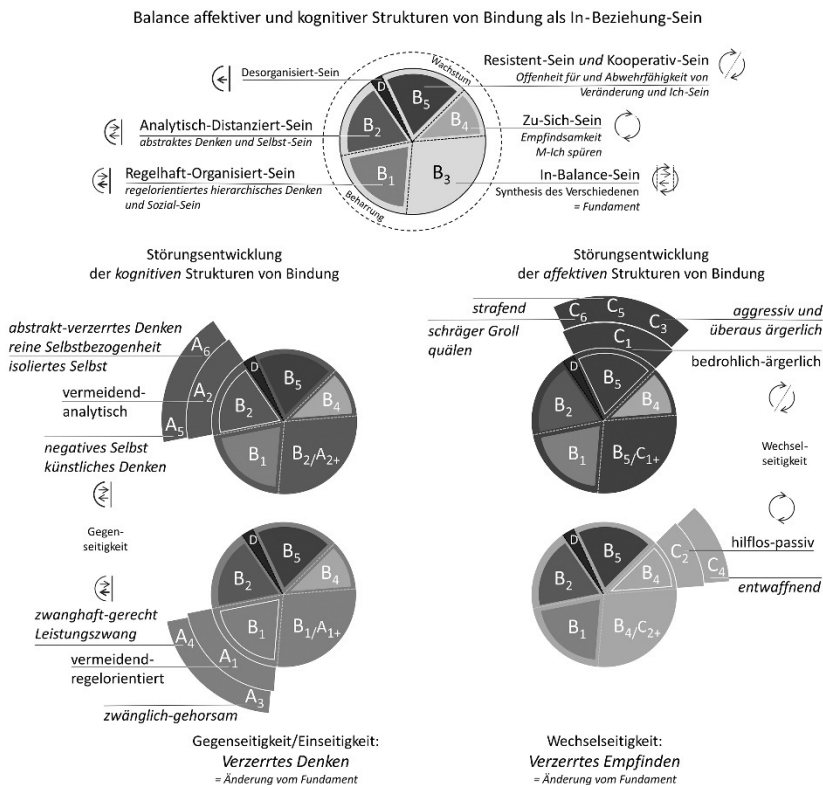 Balance affektiver und kognitiver Strukturen von Bindung als In-Beziehung-Sein
Desorganisiert-Sein
Analytisch-Distanziert-Sein
abstraktes Denken und Selbst-Sein
Regelhaft-Organisiert-Sein
regelorientiertes hierarchisches Denken
und Sozial-Sein
Wachstum
Beharrung
D
B5
B4
B2
B1
B3
Resistent-Sein und Kooperativ-Sein
Offenheit für und Abwehrfähigkeit von
Veränderung und Ich-Sein
Zu-Sich-Sein
Empfindsamkeit
M-Ich spüren
In-Balance-Sein
Synthesis des Verschiedenen
= Fundament
Störungsentwicklung
der kognitiven Strukturen von Bindung
abstrakt-verzerrtes Denken
reine Selbstbezogenheit
isoliertes Selbst
vermeidend-
analytisch
negatives Selbst
künstliches Denken
A6
A2
A5
D
B5
B4
B2
B1
B2/A2+
Gegen-
seitigkeit
zwanghaft-gerecht
Leistungszwang
vermeidend-
regelorientiert
zwänglich-gehorsam
A4
A1
A3
D
B5
B4
B2
B1
B1/A1+
Gegenseitigkeit/Einseitigkeit:
Verzerrtes Denken
= Änderung vom Fundament
Störungsentwicklung
der affektiven Strukturen von Bindung
strafend
schräger Groll
quälen
C6
C5
C3
C1
aggressiv und
überaus ärgerlich
bedrohlich-ärgerlich
D
B5
B4
B2
B1
B5/C1+
Wechsel-
seitigkeit
D
B5
B4
B2
B1
B4/C2+
C2
C4
hilflos-passiv
entwaffnend
Wechselseitigkeit:
Verzerrtes Empfinden
= Änderung vom Fundament